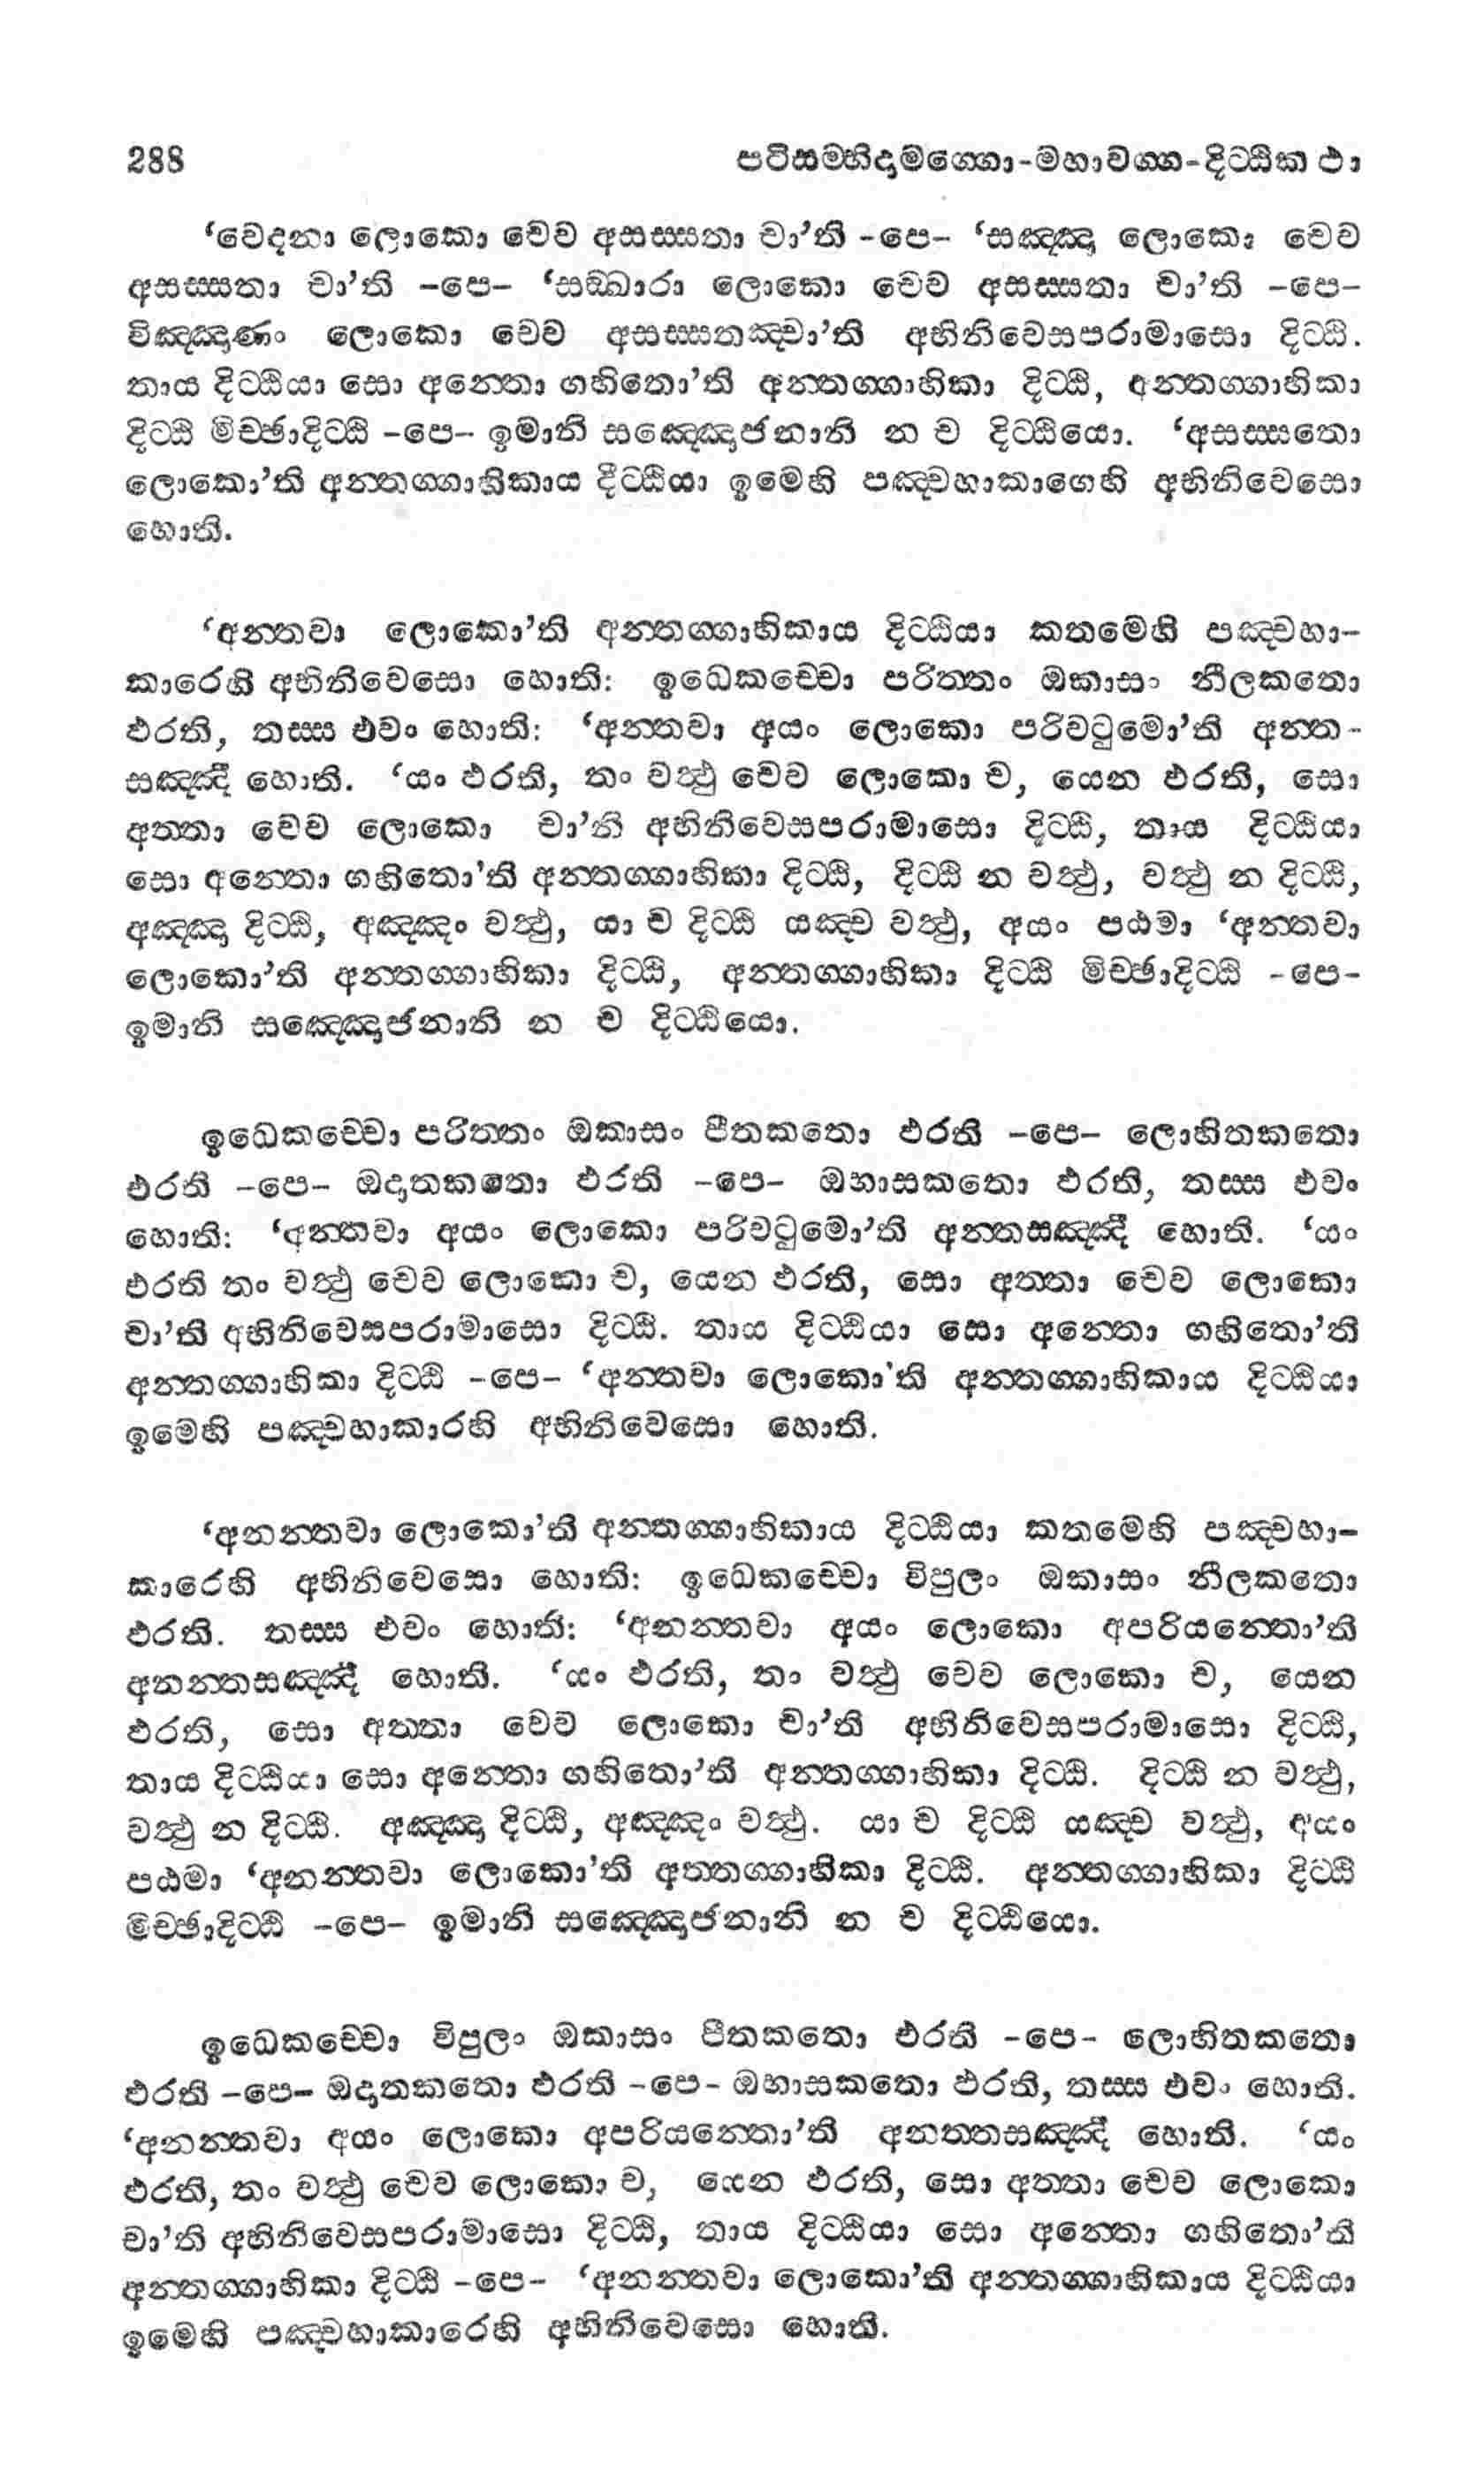 288 පටිසම්භිදාමග්ගො-මහාවග්ග-දිට්ඨික ථා
‘වෙදනා ලොකො චෙව අසස්සතා චා’ති -පෙ- ‘සඤ්ඤා ලොකො චෙව
අසස්සතා චා’ති -පෙ- ‘සඞ්ඛාරා ලොකො චෙව අසස්සතා චා’ති -පෙ-
විඤ්ඤාණං ලොකො චෙව අසස්සතඤ්චා’ති අභිනිවෙසපරාමාසො දිට්ඨි.
තාය දිට්ඨියා සො අන්තො ගහිතො’ති අන්තග්ගාහිකා දිට්ඨි, අන්තග්ගාහිකා
දිට්ඨි මිච්ඡාදිට්ඨි -පෙ- ඉමානි සඤ්ඤොජනානි න ච දිට්ඨියො. ‘අසස්සතො
ලොකො’ති අන්තග්ගාහිකාය දිට්ඨියා ඉමෙහි පඤ්චහාකාගෙහි අභිනිවෙසො
හොති.
‘අන්තවා ලොකො’ති අන්තග්ගාහිකාය දිට්ඨියා කතමෙහි පඤ්චහා-
කාරෙහි අභිනිවෙසො හොති: ඉධෙකච්චො පරිත්තං ඔකාසං නීලකතො
ඵරති, තස්ස එවං හොති: ‘අන්තවා අයං ලොකො පරිවටුමො’ති අන්ත-
සඤ්ඤී හොති. ‘යං ඵරති, තං වත්ථු චෙව ලොකො ච, යෙන ඵරති, සො
අත්තා චෙව ලොකො චා’ති අභිනිවෙසපරාමාසො දිට්ඨි, තාය දිට්ඨියා
සො අන්තො ගහිතො’ති අන්තග්ගාහිකා දිට්ඨි, දිට්ඨි න වත්ථු, වත්ථු න දිට්ඨි,
අඤ්ඤා දිට්ඨි, අඤ්ඤං වත්ථු, යා ච දිට්ඨි යඤ්ච වත්ථු, අයං පඨමා ‘අන්තවා
ලොකො’ති අන්තග්ගාහිකා දිට්ඨි, අන්තග්ගාහිකා දිට්ඨි මිච්ඡාදිට්ඨි -පෙ-
ඉමානි සඤ්ඤොජනානි න ච දිට්ඨියො.
ඉධෙකච්චො පරිත්තං ඔකාසං පීතකතො ඵරති -පෙ- ලොහිතකතො
ඵරති -පෙ- ඔදාතකතො ඵරති -පෙ- ඔභාසකතො ඵරති, තස්ස එවං
හොති: ‘අන්තවා අයං ලොකො පරිවටුමො’ති අන්තසඤ්ඤී හොති. ‘යං
ඵරති තං වත්ථු චෙව ලොකො ච, යෙන ඵරති, සො අත්තා චෙව ලොකො
චා’ති අභිනිවෙසපරාමාසො දිට්ඨි. තාය දිට්ඨියා සො අන්තො ගහිතො’ති
අන්තග්ගාහිකා දිට්ඨි -පෙ- ‘අන්තවා ලොකො’ති අන්තග්ගාහිකාය දිට්ඨියා
ඉමෙහි පඤ්චහාකාරහි අභිනිවෙසො හොති.
‘අනන්තවා ලොකො’ති අන්තග්ගාහිකාය දිට්ඨියා කතමෙහි පඤ්චහා-
කාරෙහි අභිනිවෙසො හොති: ඉධෙකච්චො විපුලං ඔකාසං නීලකතො
ඵරති. තස්ස එවං හොති: ‘අනන්තවා අයං ලොකො අපරියන්තො’ති
අනන්තසඤ්ඤී හොති. ‘යං ඵරති, තං වත්ථු චෙව ලොකො ච, යෙන
ඵරති, සො අත්තා චෙව ලොකො චා’ති අභිනිවෙසපරාමාසො දිට්ඨි,
තාය දිට්ඨියා සො අන්තො ගහිතො’ති අන්තග්ගාහිකා දිට්ඨි. දිට්ඨි න වත්ථු,
වත්ථු න දිට්ඨි. අඤ්ඤා දිට්ඨි, අඤ්ඤං වත්ථු. යා ච දිට්ඨි යඤ්ච වත්ථු, අයං
පඨමා ‘අනන්තවා ලොකො’ති අත්තග්ගාහිකා දිට්ඨි. අන්තග්ගාහිකා දිට්ඨි
මිච්ඡාදිට්ඨි -පෙ- ඉමානි සඤ්ඤොජනානි න ච දිට්ඨියො.
ඉධෙකච්චො විපුලං ඔකාසං පීතකතො ඵරති -පෙ- ලොහිතකතො
ඵරති -පෙ- ඔදාතකතො ඵරති -පෙ- ඔභාසකතො ඵරති, තස්ස එවං හොති.
‘අනන්තවා අයං ලොකො අපරියන්තො’ති අනත්තසඤ්ඤී හොති. ‘යං
ඵරති, තං වත්ථු චෙව ලොකො ච, යෙන ඵරති, සො අත්තා චෙව ලොකො
චා’ති අභිනිවෙසපරාමාසො දිට්ඨි, තාය දිට්ඨියා සො අන්තො ගහිතො’ති
අන්තග්ගාහිකා දිට්ඨි -පෙ- ‘අනන්තවා ලොකො’ති අන්තග්ගාහිකාය දිට්ඨියා
ඉමෙහි පඤ්චහාකාරෙහි අභිනිවෙසො හොති.